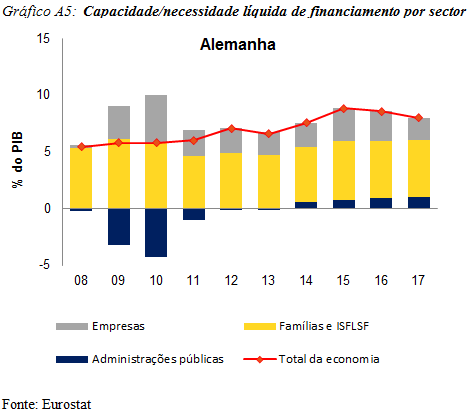 Gráfico A5: Capacidade/necessidade líquida de financiamento por sector
Alemanha
15
10
5
0
-5
% do PIB
08 09 10 11 12 13 14 15 16 17
Empresas
Famílias e ISFLSF
Administrações públicas
Total da economia
Fonte: Eurostat